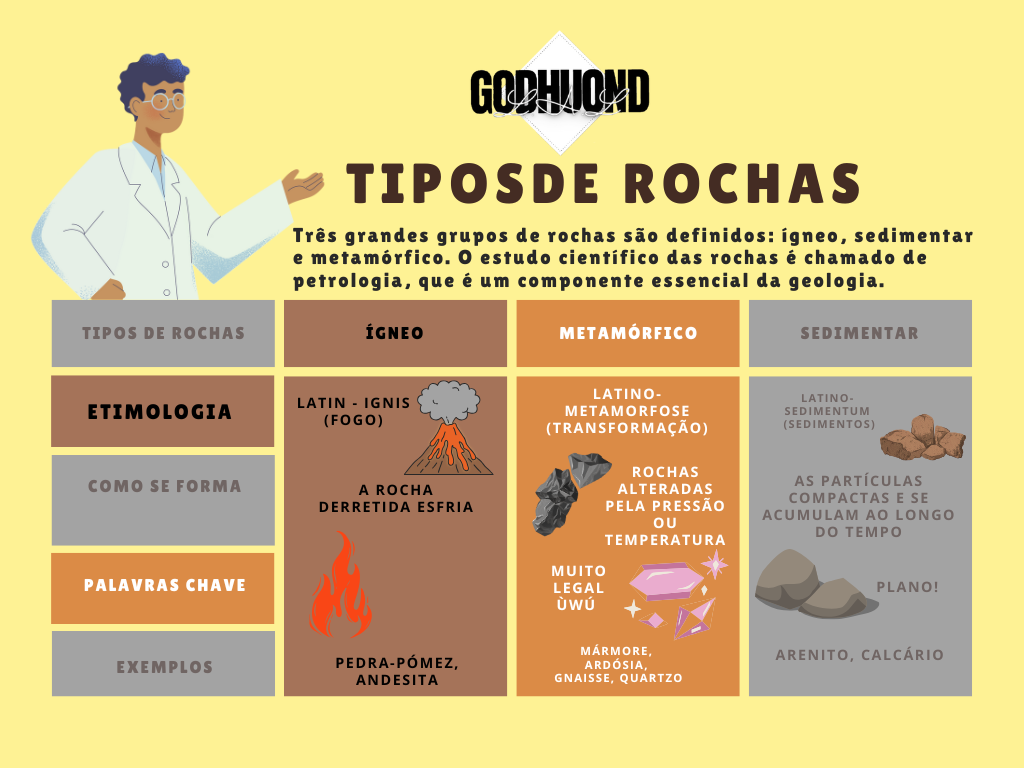 GODHUOND
TIPOSDE ROCHAS
Três grandes grupos de rochas são definidos: ígneo, sedimentar
e metamórfico. O estudo científico das rochas é chamado de
petrologia, que é um componente essencial da geologia.
TIPOS DE ROCHAS
ÍGNEO
METAMÓRFICO
SEDIMENTAR
ETIMOLOGIA
LATIN - IGNIS
(FOGO)
LATINO-
METAMORFOSE
(TRANSFORMAÇÃO)
LATINO-
SEDIMENTUM
(SEDIMENTOS)
COMO SE FORMA
A ROCHA
DERRETIDA ESFRIA
ROCHAS
ALTERADAS
PELA PRESSÃO
OU
TEMPERATURA
AS PARTÍCULAS
COMPACTAS E SE
ACUMULAM AO LONGO
DO TEMPO
PALAVRAS CHAVE
MUITO
LEGAL
ÙWÚ
PLANO!
EXEMPLOS
PEDRA-PÓMEZ,
ANDESITA
MÁRMORE,
ARDÓSIA,
GNAISSE, QUARTZO
ARENITO, CALCÁRIO